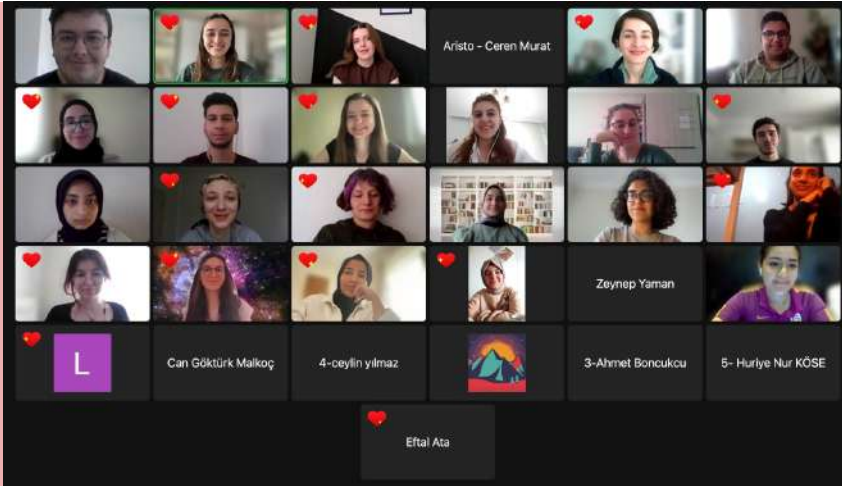 Aristo - Ceren Murat
Zeynep Yaman
L
Can Göktürk Malkoç
4-ceylin yılmaz
3-Ahmet Boncukcu
5- Huriye Nur KÖSE
Eftal Ata